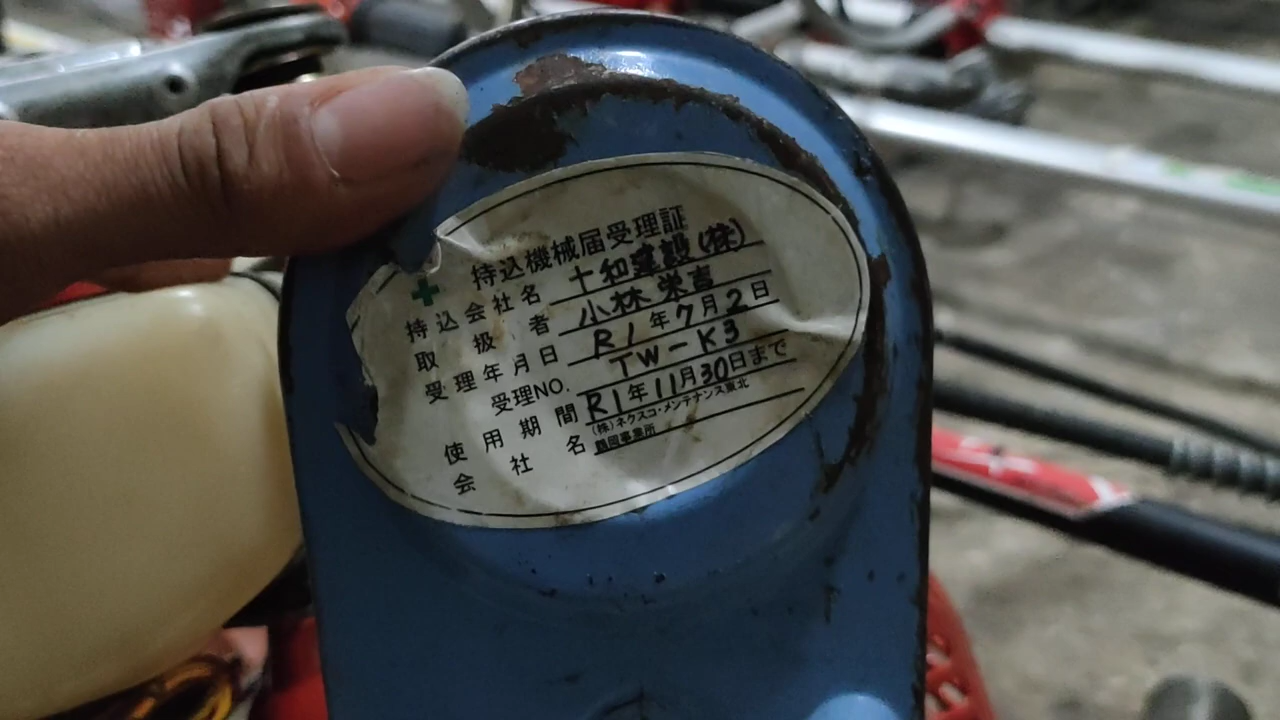 持込機械届受理証
持込会社名 十和建設(株)
取扱者 小林栄吉
受理年月日 R1年7月2日
受理NO. TW-K3
使用期間 R1年11月30日まで
会社名 (株)ネクスコ・メンテナンス東北
鶴岡事業所